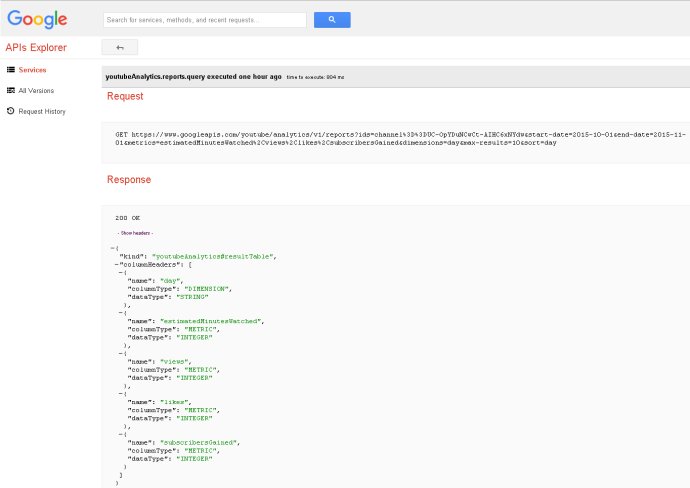 Google
Search for services, methods, and recent requests...
APIs Explorer
Services
All Versions
Request History
youtubeAnalytics.reports.query executed one hour ago time to execute: 804 ms
Request
GET https://www.googleapis.com/youtube/analytics/v1/reports?ids=channel%3D%3DUC-OpYDuNCwCt-AIHC6xNYdw&start-date=2015-10-01&end-date=2015-11-
01&metrics=estimatedMinutesWatched%2Cviews%2Clikes%2CsubscribersGained&dimensions=day&max-results=10&sort=day
Response
200 OK
- Show headers -
{
"kind": "youtubeAnalytics#resultTable",
"columnHeaders": [
{
"name": "day",
"columnType": "DIMENSION",
"dataType": "STRING"
},
{
"name": "estimatedMinutesWatched",
"columnType": "METRIC",
"dataType": "INTEGER"
},
{
"name": "views",
"columnType": "METRIC",
"dataType": "INTEGER"
},
{
"name": "likes",
"columnType": "METRIC",
"dataType": "INTEGER"
},
{
"name": "subscribersGained",
"columnType": "METRIC",
"dataType": "INTEGER"
}
]
}